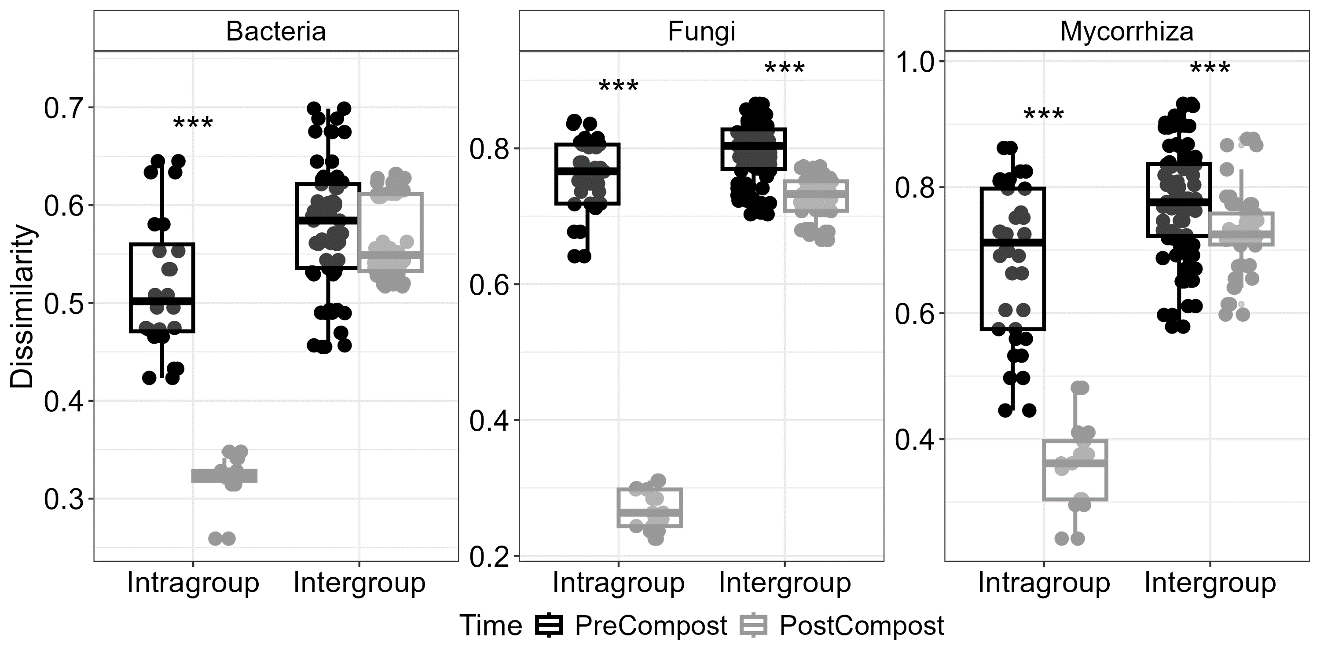 Bacteria
Fungi
Mycorrhiza
Dissimilarity
0.7
0.6
0.5
0.4
0.3
***
Intragroup Intergroup
0.8
0.6
0.4
0.2
***
***
Intragroup Intergroup
1.0
0.8
0.6
0.4
***
***
Intragroup Intergroup
Time PreCompost PostCompost